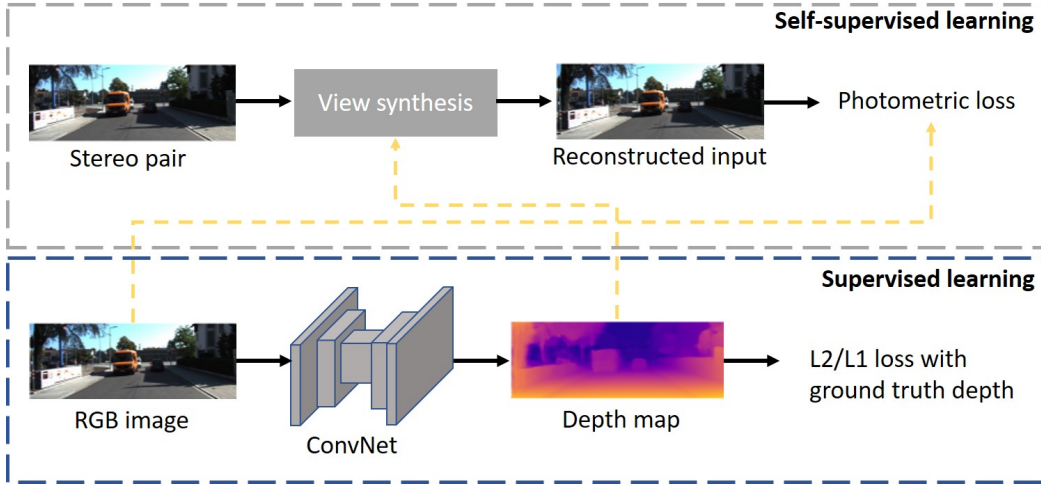 Self-supervised learning
View synthesis
Photometric loss
Stereo pair
Reconstructed input
Supervised learning
L2/L1 loss with
ground truth depth
RGB image
ConvNet
Depth map